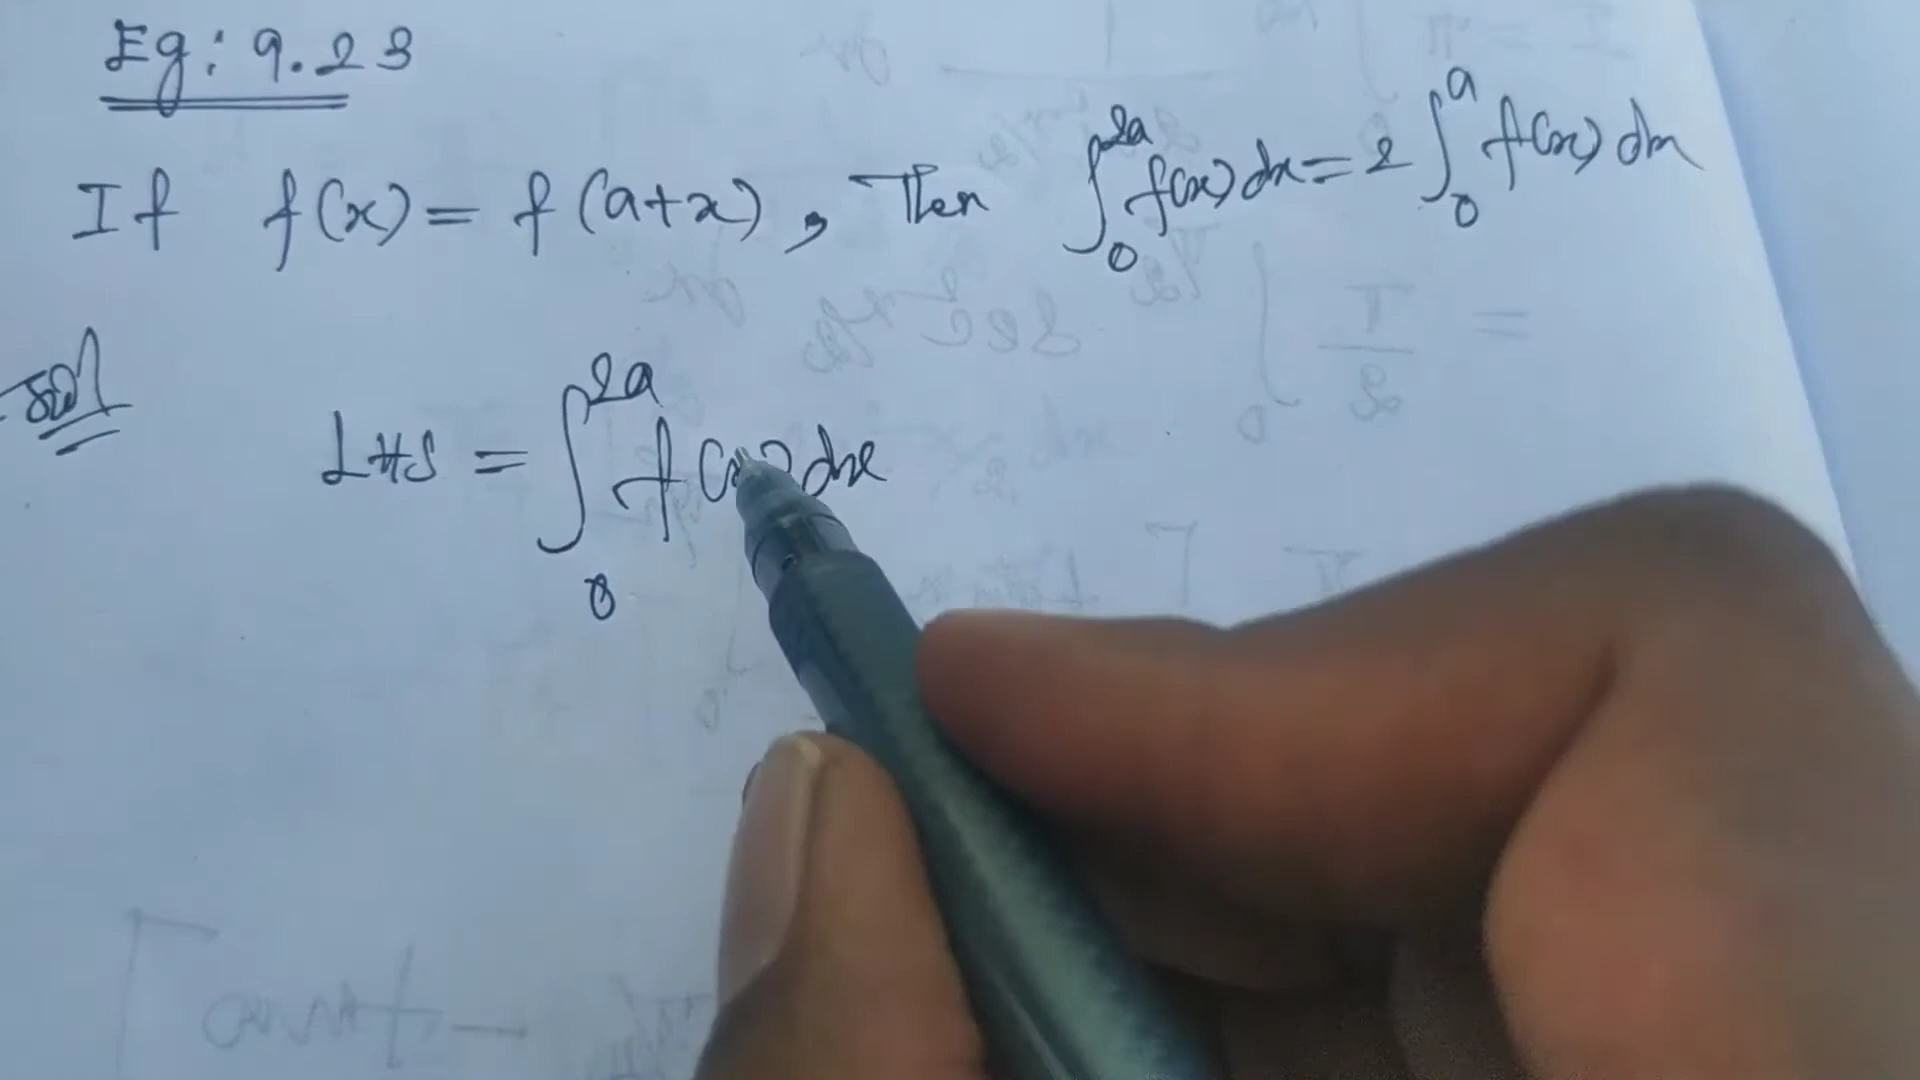 Eg: 9.23
If f(x) = f(a+x), Then ∫₀²ᵃ f(x) dx = 2 ∫₀ᵃ f(x) dx
Sol
LHS = ∫₀²ᵃ f(x) dx